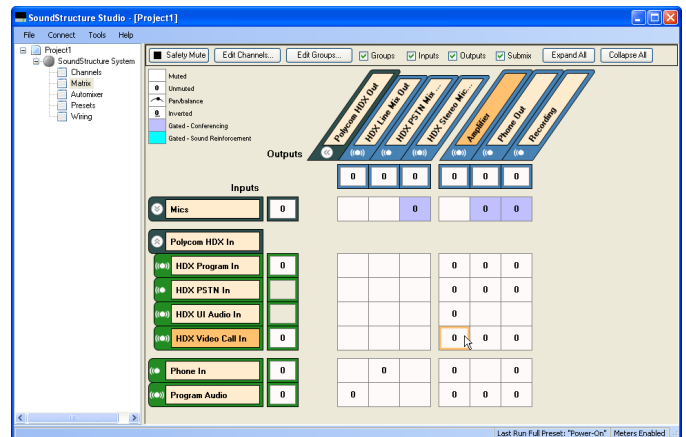 SoundStructure Studio - [Project1]
File Connect Tools Help
Project1
SoundStructure System
Channels
Matrix
Automixer
Presets
Wiring
Safety Mute Edit Channels... Edit Groups... Groups Inputs Outputs Submix Expand All Collapse All
Muted
0 Unmuted
Pan/balance
0 Inverted
Gated - Conferencing
Gated - Sound Reinforcement
Polycom HDX Out
HDX Line Mix Out
HDX PSTN Mix ...
HDX Stereo Mic...
Amplifier
Phone Out
Recording
Outputs
0 0 0 0 0 0
Inputs
Mics 0 0 0 0
Polycom HDX In
HDX Program In 0 0 0 0
HDX PSTN In 0 0 0
HDX UI Audio In 0
HDX Video Call In 0 0 0 0
Phone In 0 0 0 0 0
Program Audio 0 0 0 0 0
Last Run Full Preset: "Power-On" Meters Enabled